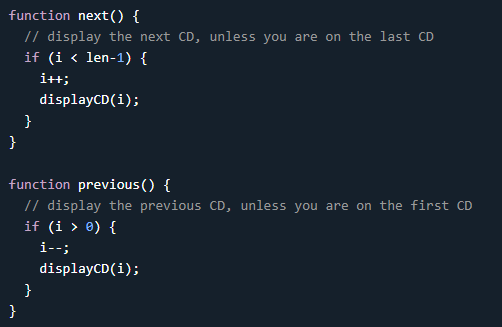 function next() {
  // display the next CD, unless you are on the last CD
  if (i < len-1) {
    i++;
    displayCD(i);
  }
}

function previous() {
  // display the previous CD, unless you are on the first CD
  if (i > 0) {
    i--;
    displayCD(i);
  }
}